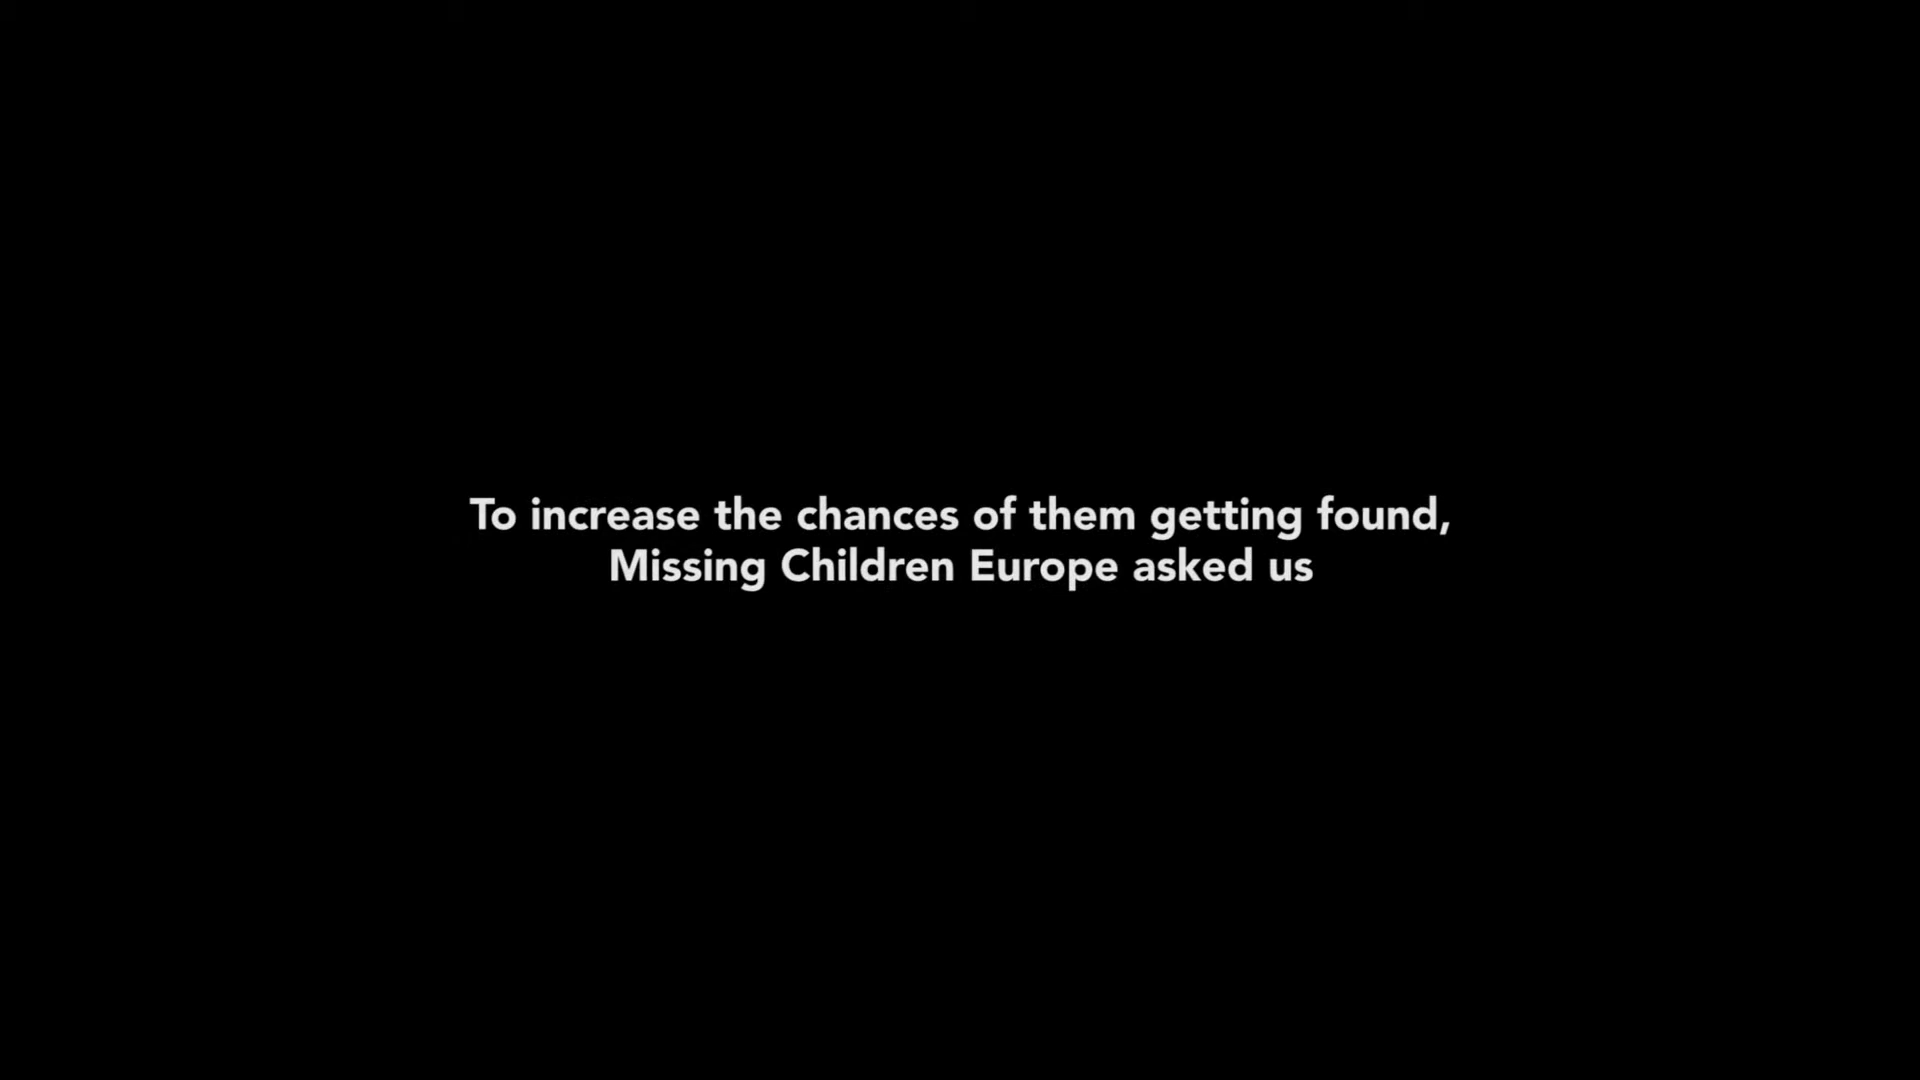 To increase the chances of them getting found,
Missing Children Europe asked us